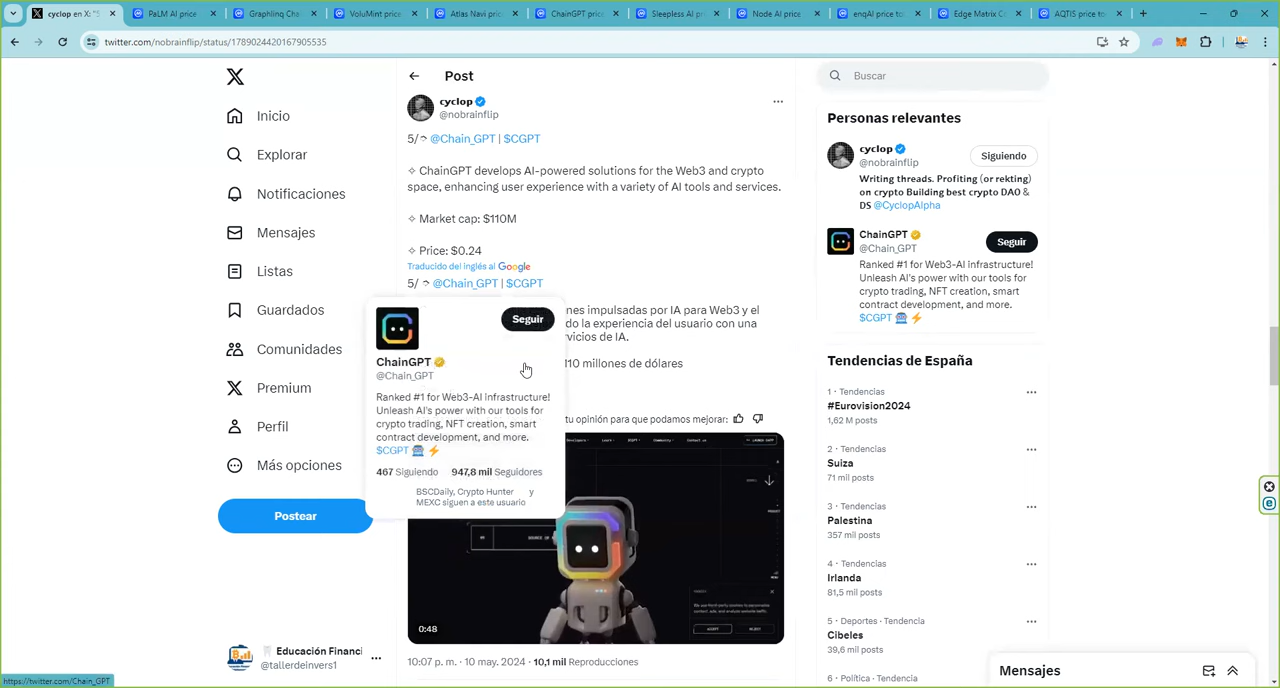 cyclop en X: "5
PaLM AI price
Graphlinq Cha
VoluMint price
Atlas Navi price
ChainGPT price
Sleepless AI pr
Node AI price
enqAI price to
Edge Matrix C
AQTIS price to
twitter.com/nobrainflip/status/1789024420167905535
Inicio
Explorar
Notificaciones
Mensajes
Listas
Guardados
Comunidades
Premium
Perfil
Más opciones
Postear
Educación Financi
@tallerdeinvers1
https://twitter.com/Chain_GPT
Post
cyclop
@nobrainflip
5/ @Chain_GPT | $CGPT
✧ ChainGPT develops AI-powered solutions for the Web3 and crypto
space, enhancing user experience with a variety of AI tools and services.
✧ Market cap: $110M
✧ Price: $0.24
Traducido del inglés al Google
5/ @Chain_GPT | $CGPT
nes impulsadas por IA para Web3 y el
do la experiencia del usuario con una
rvicios de IA.
110 millones de dólares
tu opinión para que podamos mejorar:
Seguir
ChainGPT
@Chain_GPT
Ranked #1 for Web3-AI infrastructure!
Unleash AI's power with our tools for
crypto trading, NFT creation, smart
contract development, and more.
$CGPT
467 Siguiendo 947,8 mil Seguidores
BSCDaily, Crypto Hunter y
MEXC siguen a este usuario
0:48
10:07 p. m. · 10 may. 2024 · 10,1 mil Reproducciones
Buscar
Personas relevantes
cyclop
@nobrainflip
Siguiendo
Writing threads. Profiting (or rekting)
on crypto Building best crypto DAO &
DS @CyclopAlpha
ChainGPT
@Chain_GPT
Seguir
Ranked #1 for Web3-AI infrastructure!
Unleash AI's power with our tools for
crypto trading, NFT creation, smart
contract development, and more.
$CGPT
Tendencias de España
1 · Tendencias
#Eurovision2024
1,62 M posts
2 · Tendencias
Suiza
71 mil posts
3 · Tendencias
Palestina
357 mil posts
4 · Tendencias
Irlanda
81,5 mil posts
5 · Deportes · Tendencia
Cibeles
39,6 mil posts
6 · Política · Tendencia
Mensajes